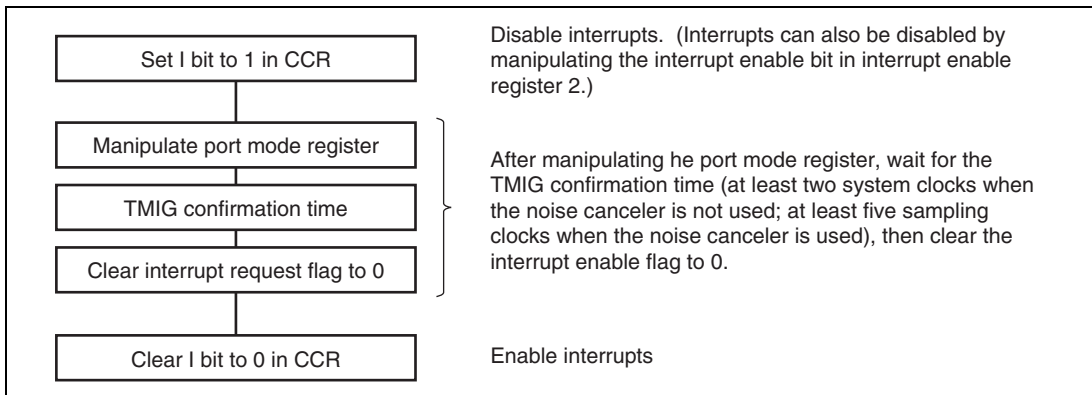 Set I bit to 1 in CCR
Disable interrupts. (Interrupts can also be disabled by
manipulating the interrupt enable bit in interrupt enable
register 2.)
Manipulate port mode register
TMIG confirmation time
Clear interrupt request flag to 0
After manipulating he port mode register, wait for the
TMIG confirmation time (at least two system clocks when
the noise canceler is not used; at least five sampling
clocks when the noise canceler is used), then clear the
interrupt enable flag to 0.
Clear I bit to 0 in CCR
Enable interrupts